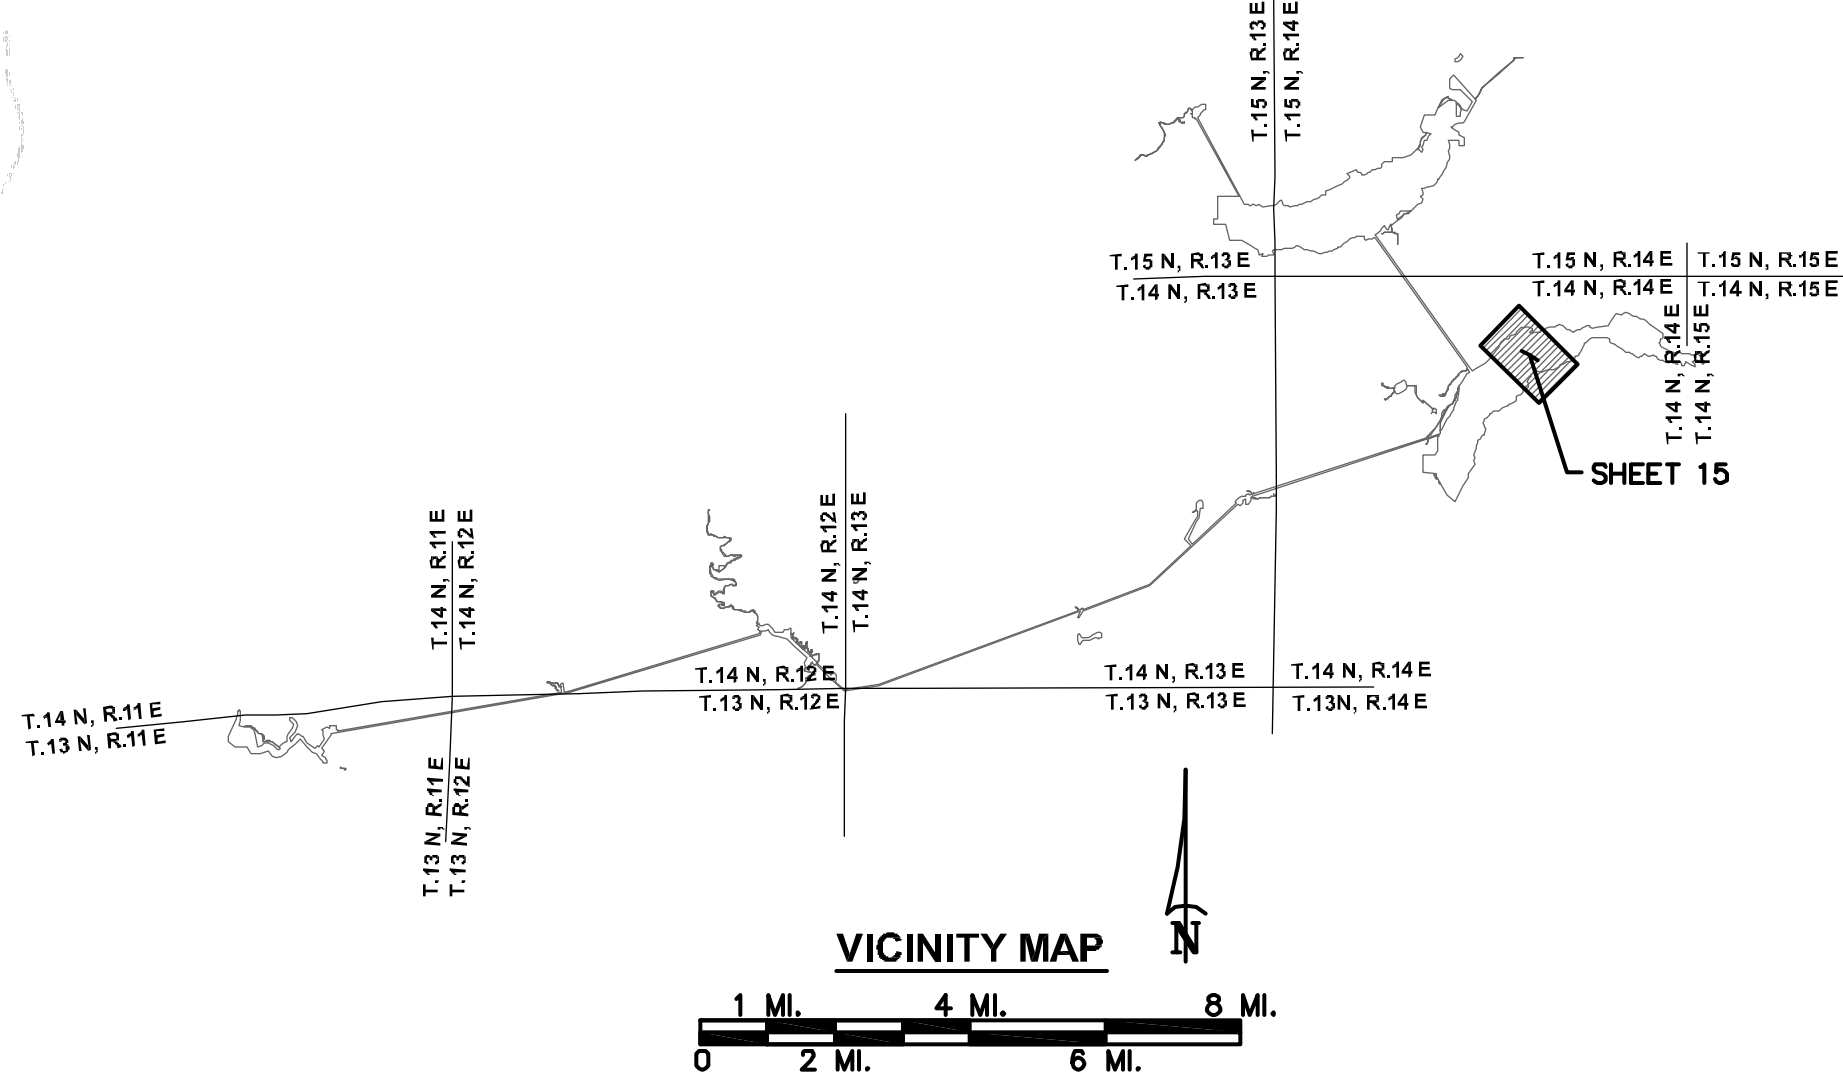 T.15 N, R.13 E
T.15 N, R.14 E
T.15 N, R.13 E
T.14 N, R.13 E
T.15 N, R.14 E
T.14 N, R.14 E
T.15 N, R.15 E
T.14 N, R.15 E
T.14 N, R.14 E
T.14 N, R.15 E
SHEET 15
T.14 N, R.11 E
T.14 N, R.12 E
T.14 N, R.12 E
T.14 N, R.13 E
T.14 N, R.11 E
T.13 N, R.11 E
T.14 N, R.12 E
T.13 N, R.12 E
T.14 N, R.13 E
T.13 N, R.13 E
T.14 N, R.14 E
T.13N, R.14 E
T.13 N, R.11 E
T.13 N, R.12 E
N
VICINITY MAP
1 MI. 4 MI. 8 MI.
0 2 MI. 6 MI.